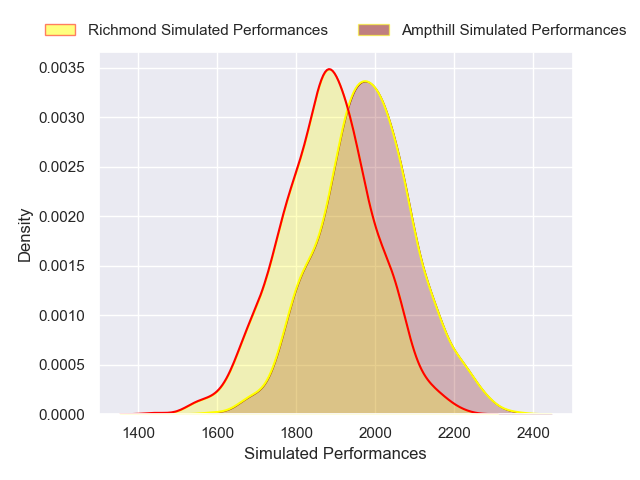 Richmond Simulated Performances Ampthill Simulated Performances
0.0035
0.0030
0.0025
0.0020
0.0015
0.0010
0.0005
0.0000
Density
1400 1600 1800 2000 2200 2400
Simulated Performances